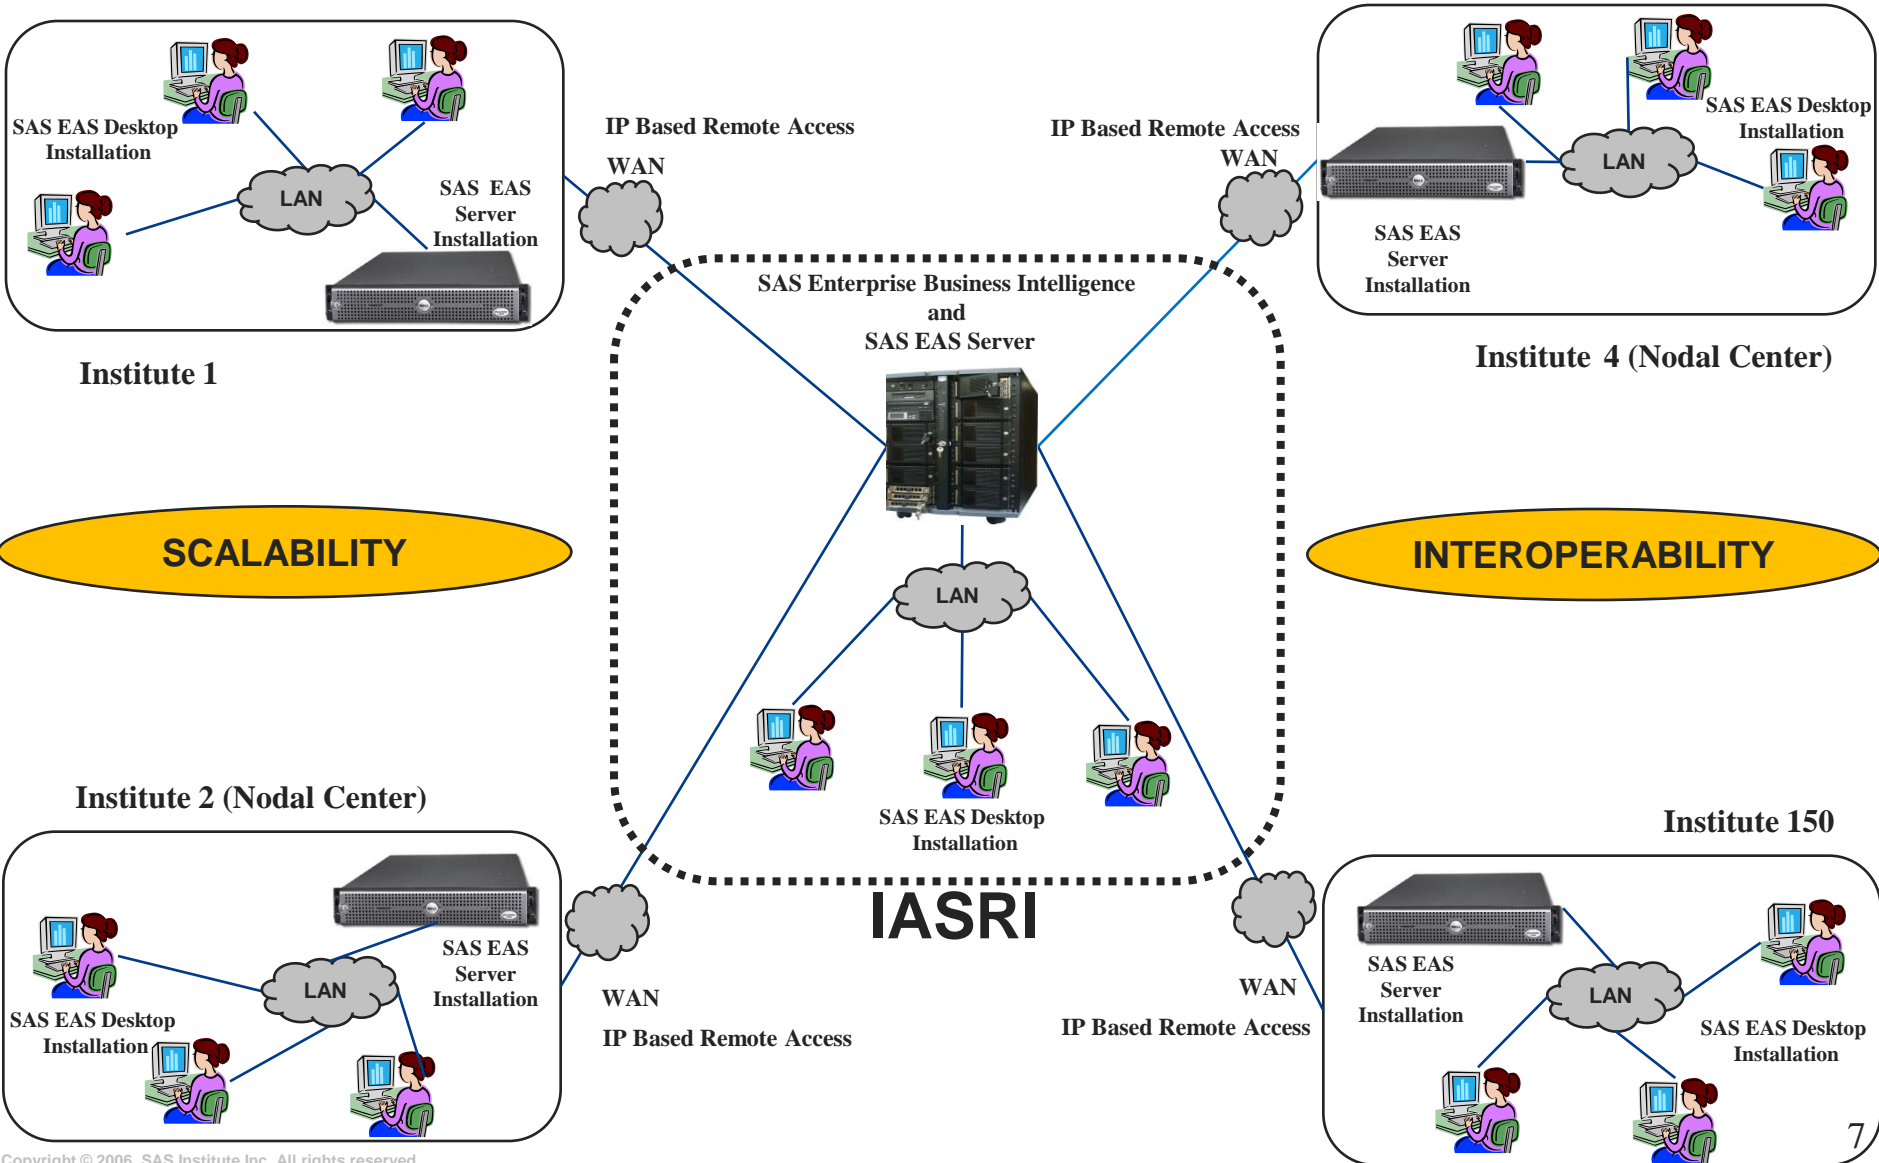 SAS EAS Desktop
Installation
LAN
SAS EAS
Server
Installation
Institute 1
IP Based Remote Access
WAN
IP Based Remote Access
WAN
SAS EAS Desktop
Installation
LAN
SAS EAS
Server
Installation
Institute 4 (Nodal Center)
SAS Enterprise Business Intelligence
and
SAS EAS Server
SCALABILITY
INTEROPERABILITY
LAN
SAS EAS Desktop
Installation
IASRI
Institute 2 (Nodal Center)
SAS EAS
Server
Installation
LAN
SAS EAS Desktop
Installation
WAN
IP Based Remote Access
WAN
IP Based Remote Access
Institute 150
SAS EAS
Server
Installation
LAN
SAS EAS Desktop
Installation
7
Copyright © 2006, SAS Institute Inc. All rights reserved.